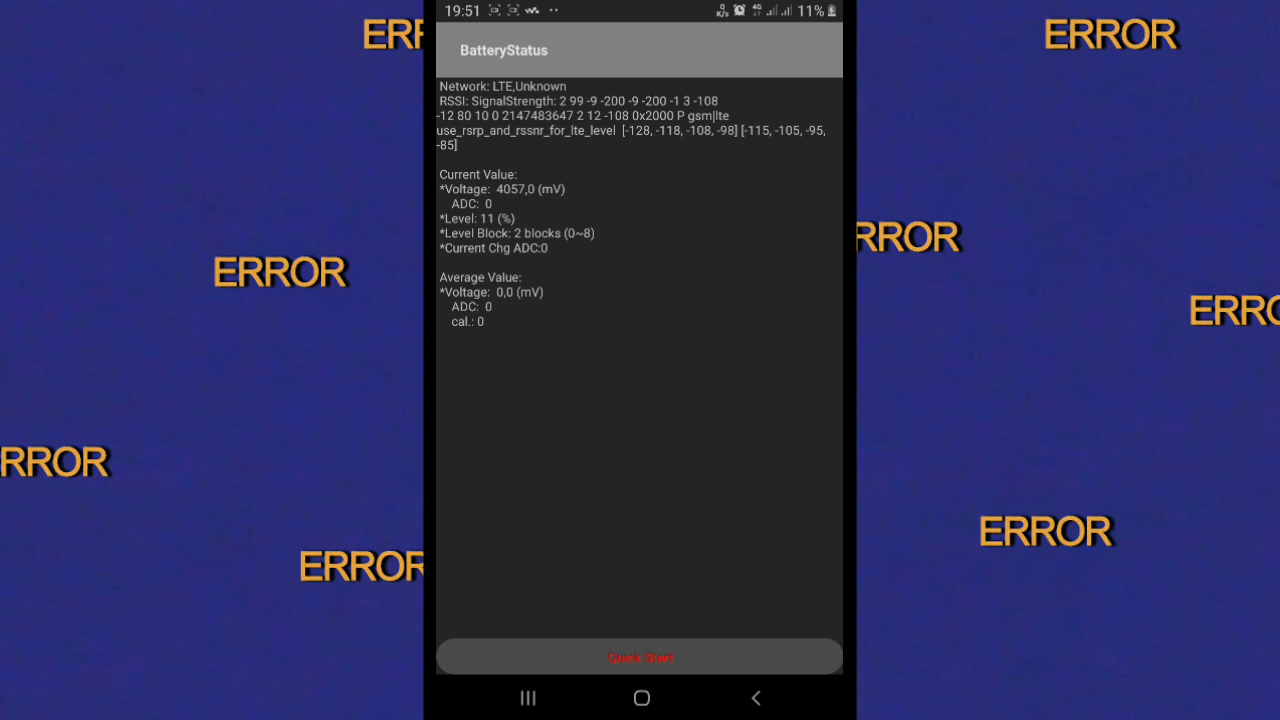 19:51
0 K/s 4G 11%
BatteryStatus
Network: LTE,Unknown
RSSI: SignalStrength: 2 99 -9 -200 -9 -200 -1 3 -108
-12 80 10 0 2147483647 2 12 -108 0x2000 P gsm|lte
use_rsrp_and_rssnr_for_lte_level [-128, -118, -108, -98] [-115, -105, -95,
-85]
Current Value:
*Voltage: 4057,0 (mV)
ADC: 0
*Level: 11 (%)
*Level Block: 2 blocks (0~8)
*Current Chg ADC:0
Average Value:
*Voltage: 0,0 (mV)
ADC: 0
cal.: 0
Quick Start
ERR
ERROR
RROR
ERROR
ERRO
RROR
ERROR
ERROR
ERROR